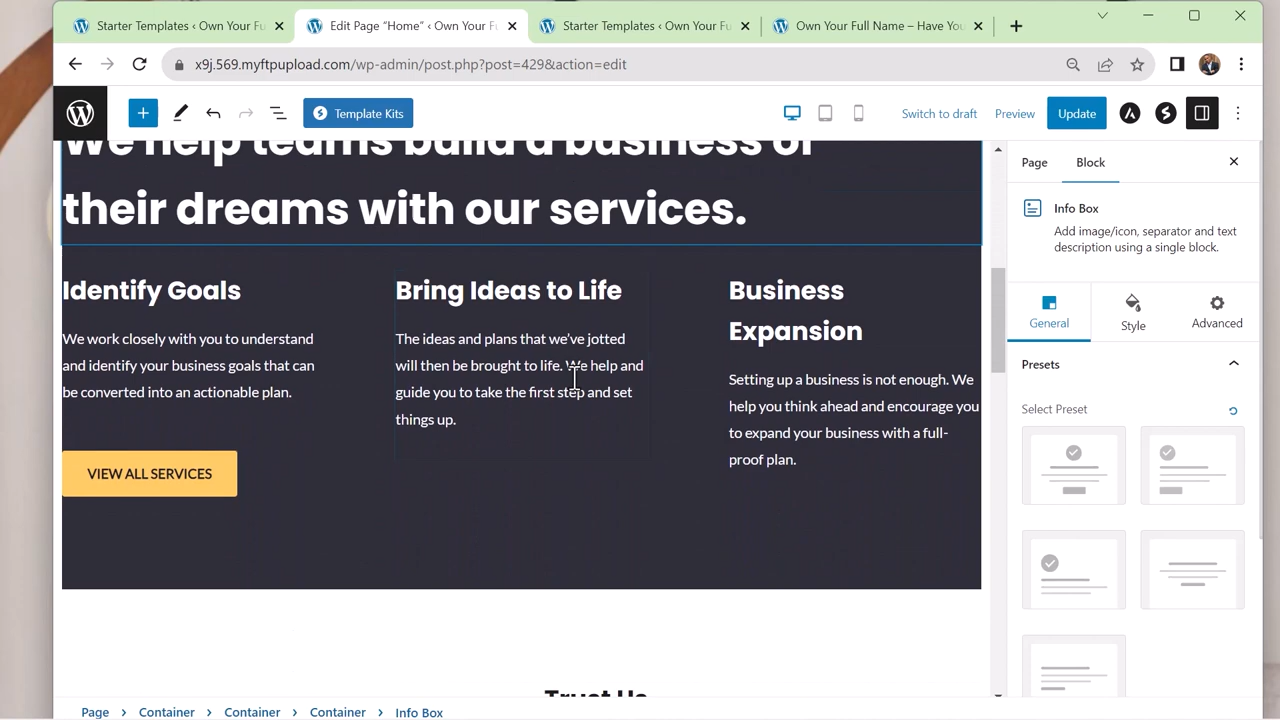 Starter Templates ‹ Own Your Fu
Edit Page “Home” ‹ Own Your F
Starter Templates ‹ Own Your Fu
Own Your Full Name – Have You
x9j.569.myftpupload.com/wp-admin/post.php?post=429&action=edit
Template Kits
Switch to draft
Preview
Update
We help teams build a business of
their dreams with our services.
Identify Goals
We work closely with you to understand
and identify your business goals that can
be converted into an actionable plan.
VIEW ALL SERVICES
Bring Ideas to Life
The ideas and plans that we’ve jotted
will then be brought to life. We help and
guide you to take the first step and set
things up.
Business
Expansion
Setting up a business is not enough. We
help you think ahead and encourage you
to expand your business with a full-
proof plan.
Trust Us
Page
Block
Info Box
Add image/icon, separator and text
description using a single block.
General
Style
Advanced
Presets
Select Preset
Page > Container > Container > Container > Info Box